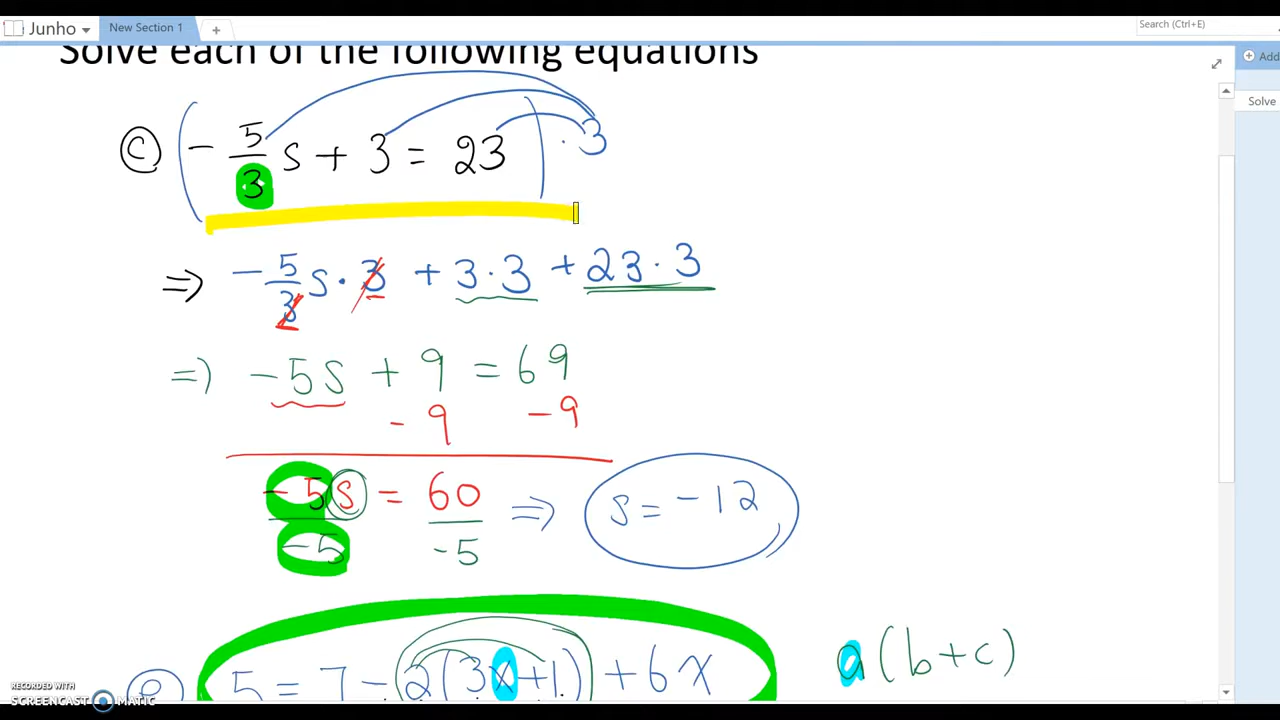 Junho
New Section 1
+
Search (Ctrl+E)
Add
Solve
Solve each of the following equations
(c) ( - 5/3 s + 3 = 23 ) · 3
=> - 5/3 s · 3 + 3 · 3 + 23 · 3
=> - 5s + 9 = 69
- 9 - 9
- 5s = 60 => s = - 12
-5 -5
5 = 7 - 2(3x+1) + 6x
a(b+c)
RECORDED WITH
SCREENCAST MATIC